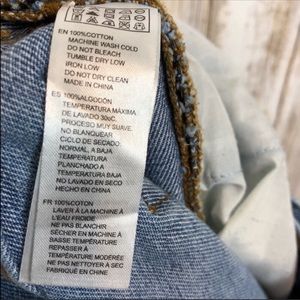 EN 100%COTTON
MACHINE WASH COLD
DO NOT BLEACH
TUMBLE DRY LOW
IRON LOW
DO NOT DRY CLEAN
MADE IN CHINA
ES 100%ALGODÓN
TEMPERATURA MÁXIMA
DE LAVADO 30oC.
PROCESO MUY SUAVE.
NO BLANQUEAR
CICLO DE SECADO
NORMAL, A BAJA
TEMPERATURA
PLANCHADO A
TEMPERATURA BAJA
NO LAVADO EN SECO
HECHO EN CHINA
FR 100%COTON
LAVER À LA MACHINE À
L'EAU FROIDE
NE PAS BLANCHIR
SÉCHER EN MACHINE À
BASSE TEMPÉRATURE
REPASSER À
TEMPÉRATURE MODÉRÉE
NE PAS NETTOYER À SEC
FABRIQUÉ EN CHINE